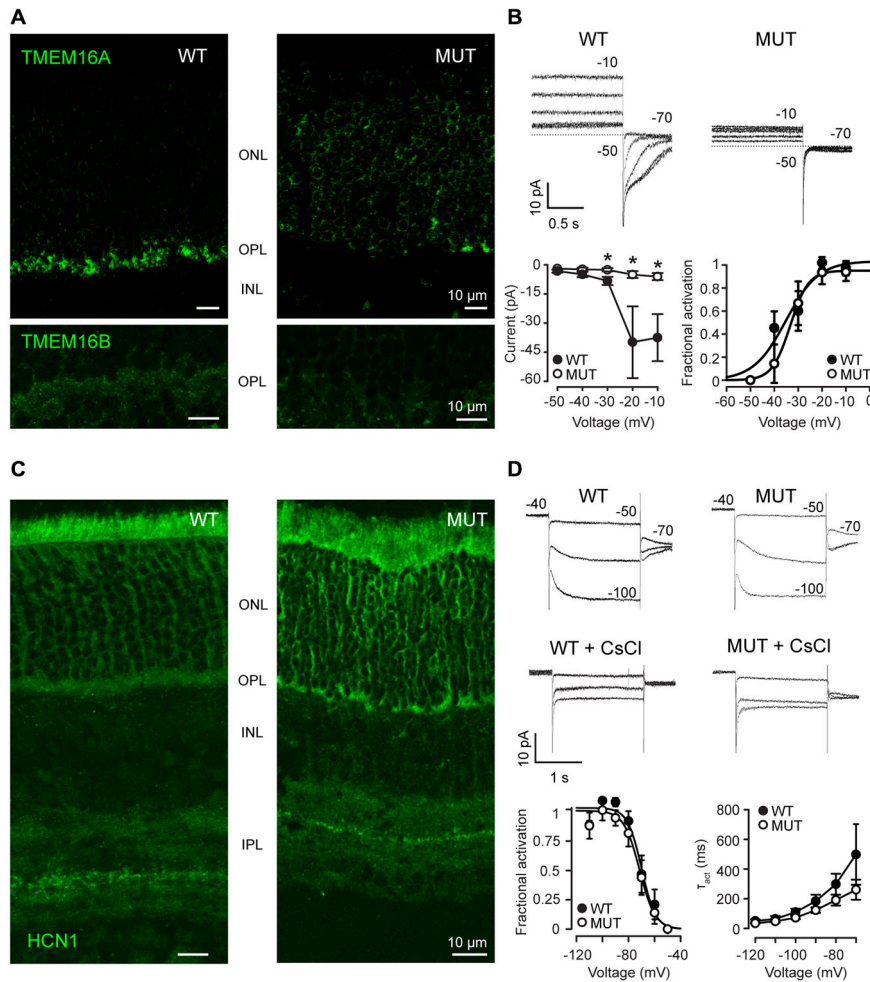 A
TMEM16A
WT
MUT
ONL
OPL
INL
10 µm
TMEM16B
OPL
10 µm
B
WT
MUT
-10
-10
-70
-70
-50
-50
10 pA
0.5 s
* * *
Current (pA)
0
-15
-30
-45
-60
WT
MUT
-50 -40 -30 -20 -10
Voltage (mV)
Fractional activation
1
0.8
0.6
0.4
0.2
0
WT
MUT
-60 -50 -40 -30 -20 -10 0
Voltage (mV)
C
WT
MUT
ONL
OPL
INL
IPL
HCN1
10 µm
D
WT
MUT
-40 -50
-40 -50
-70
-70
-100
-100
WT + CsCl
MUT + CsCl
10 pA
1 s
Fractional activation
1
0.75
0.5
0.25
0
WT
MUT
-120 -80 -40
Voltage (mV)
τact (ms)
800
600
400
200
0
WT
MUT
-120 -100 -80
Voltage (mV)